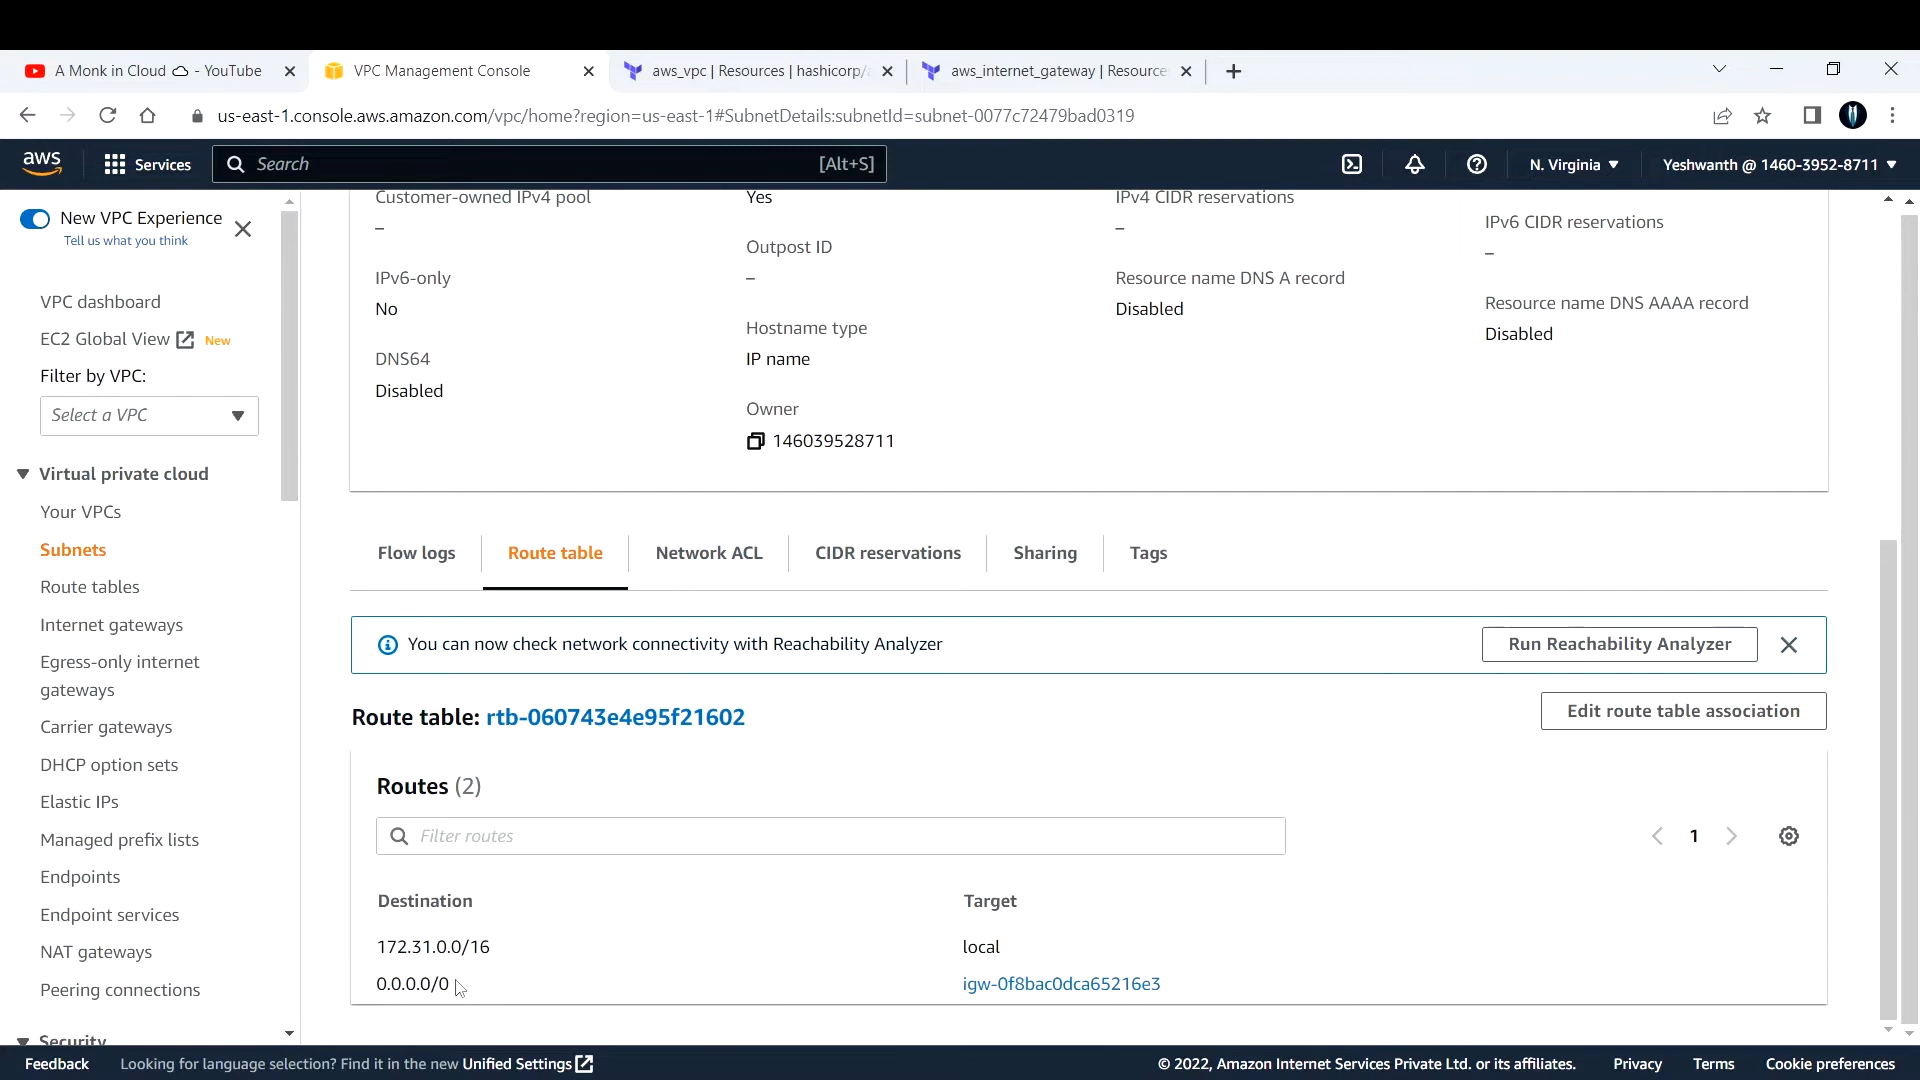 A Monk in Cloud - YouTube
VPC Management Console
aws_vpc | Resources | hashicorp/a
aws_internet_gateway | Resource
us-east-1.console.aws.amazon.com/vpc/home?region=us-east-1#SubnetDetails:subnetId=subnet-0077c72479bad0319
aws
Services
Search
[Alt+S]
N. Virginia
Yeshwanth @ 1460-3952-8711
New VPC Experience
Tell us what you think
VPC dashboard
EC2 Global View New
Filter by VPC:
Select a VPC
Virtual private cloud
Your VPCs
Subnets
Route tables
Internet gateways
Egress-only internet
gateways
Carrier gateways
DHCP option sets
Elastic IPs
Managed prefix lists
Endpoints
Endpoint services
NAT gateways
Peering connections
Security
Customer-owned IPv4 pool
–
IPv6-only
No
DNS64
Disabled
Yes
Outpost ID
–
Hostname type
IP name
Owner
146039528711
IPv4 CIDR reservations
–
Resource name DNS A record
Disabled
IPv6 CIDR reservations
–
Resource name DNS AAAA record
Disabled
Flow logs
Route table
Network ACL
CIDR reservations
Sharing
Tags
You can now check network connectivity with Reachability Analyzer
Run Reachability Analyzer
Route table: rtb-060743e4e95f21602
Edit route table association
Routes (2)
Filter routes
1
Destination Target
172.31.0.0/16 local
0.0.0.0/0 igw-0f8bac0dca65216e3
Feedback
Looking for language selection? Find it in the new Unified Settings
© 2022, Amazon Internet Services Private Ltd. or its affiliates.
Privacy
Terms
Cookie preferences